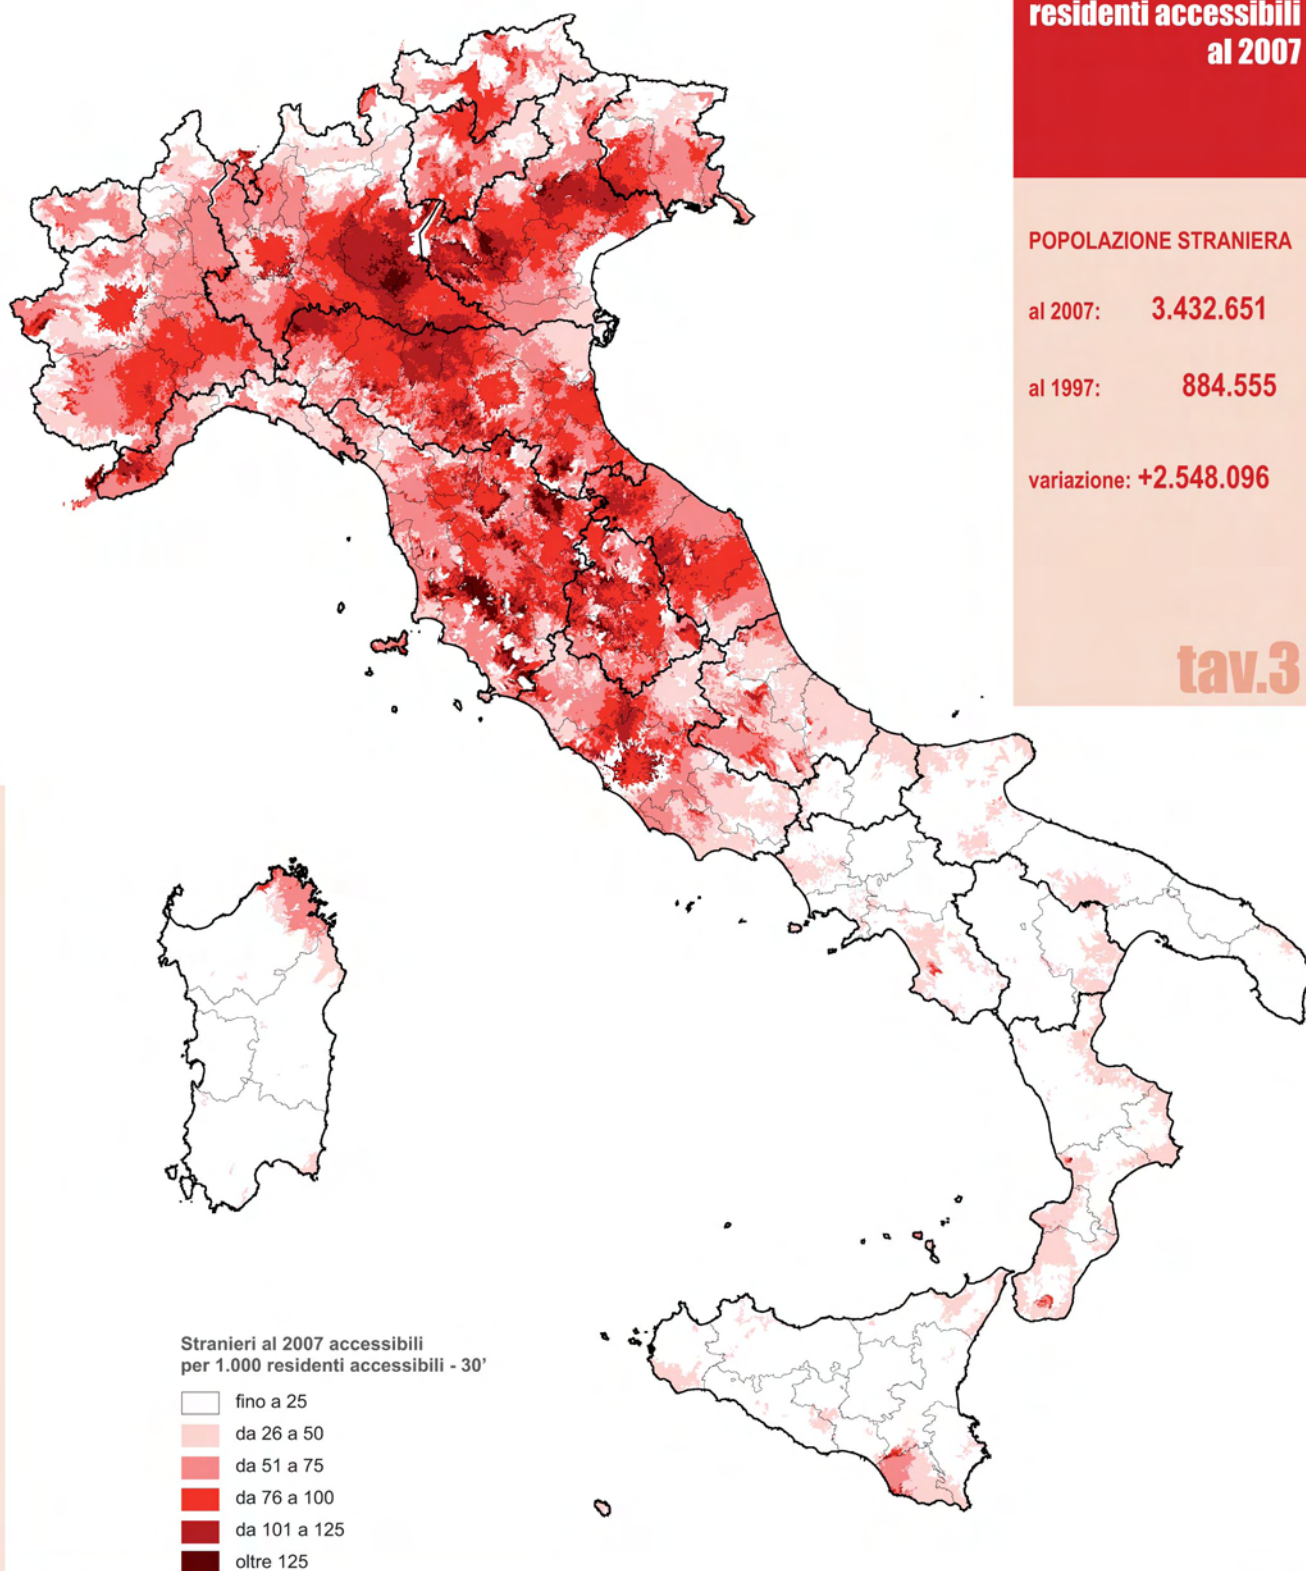 residenti accessibili
al 2007
POPOLAZIONE STRANIERA
al 2007: 3.432.651
al 1997: 884.555
variazione: +2.548.096
tav.3
Stranieri al 2007 accessibili
per 1.000 residenti accessibili - 30'
fino a 25
da 26 a 50
da 51 a 75
da 76 a 100
da 101 a 125
oltre 125